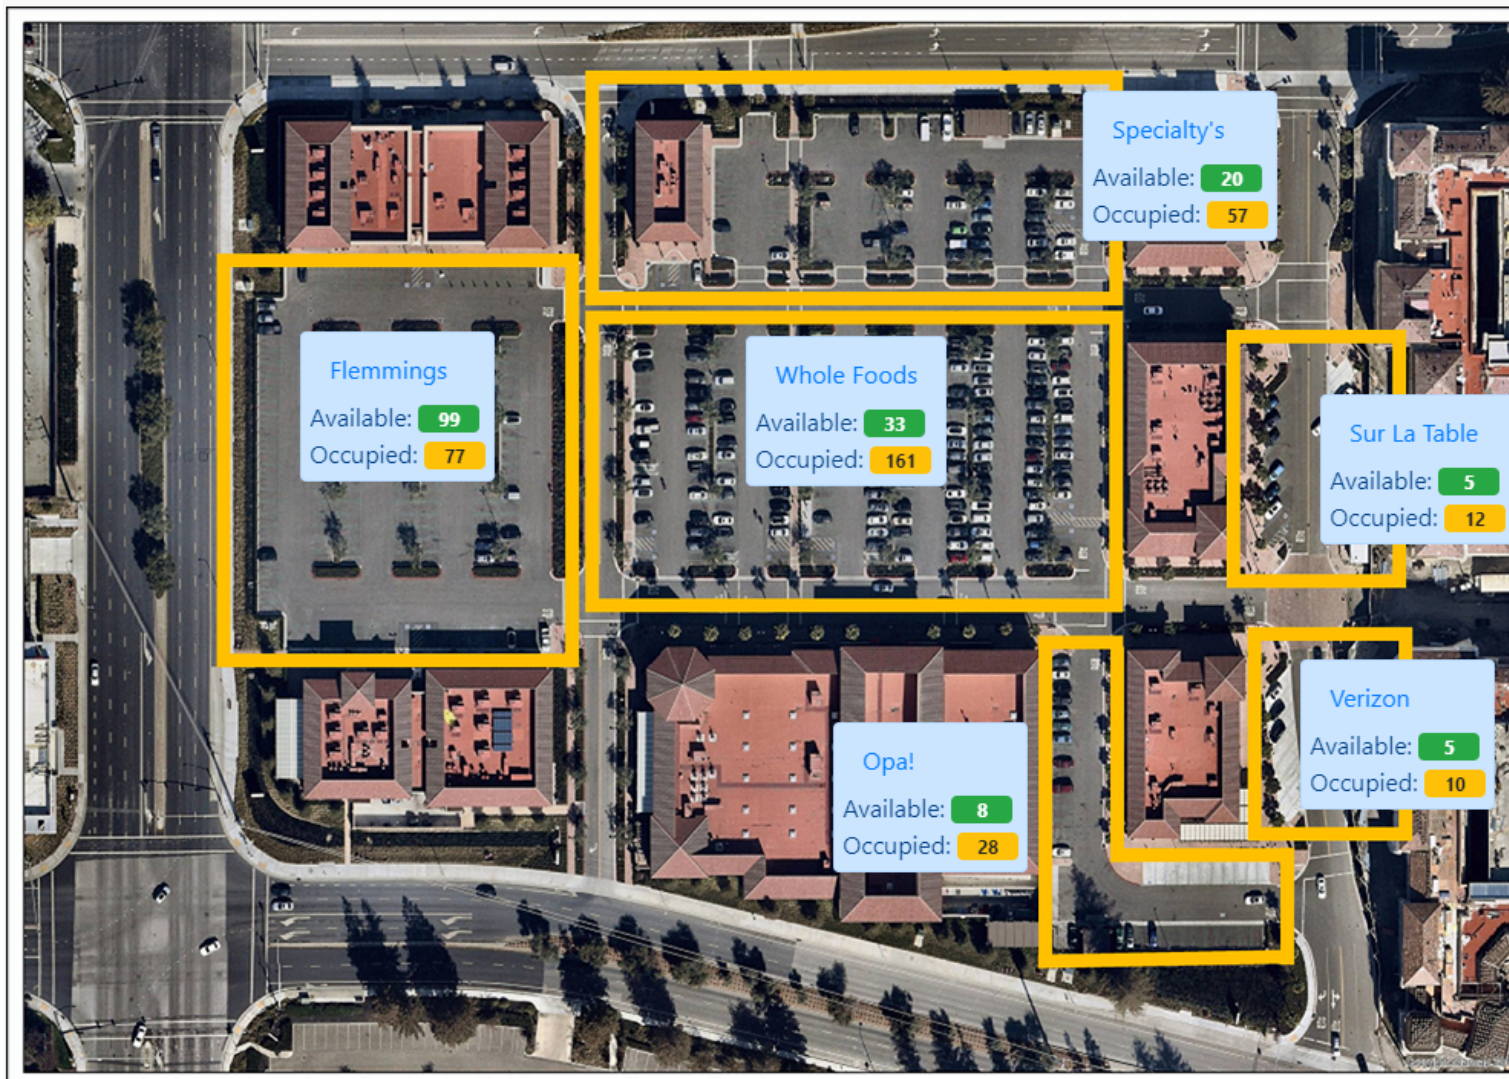 Specialty's
Available: 20
Occupied: 57
Flemmings
Available: 99
Occupied: 77
Whole Foods
Available: 33
Occupied: 161
Sur La Table
Available: 5
Occupied: 12
Verizon
Available: 5
Occupied: 10
Opa!
Available: 8
Occupied: 28